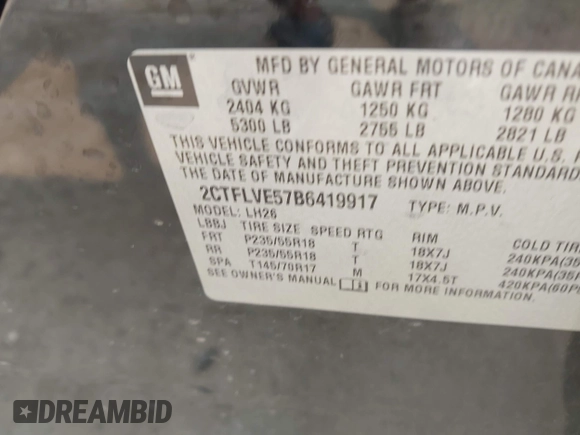 GM
MFD BY GENERAL MOTORS OF CANA
GVWR GAWR FRT GAWR RR
2404 KG 1250 KG 1280 KG
5300 LB 2755 LB 2821 LB
THIS VEHICLE CONFORMS TO ALL APPLICABLE U.S. F
VEHICLE SAFETY AND THEFT PREVENTION STANDARD
THE DATE OF MANUFACTURE SHOWN ABOVE.
2CTFLVE57B6419917 TYPE: M.P.V.
MODEL: LH26
LBBJ TIRE SIZE SPEED RTG RIM COLD TIRE
FRT P235/55R18 T 18X7J 240KPA(35
RR P235/55R18 T 18X7J 240KPA(35
SPA T145/70R17 M 17X4.5T 420KPA(60P
SEE OWNER'S MANUAL FOR MORE INFORMATION.
DREAMBID